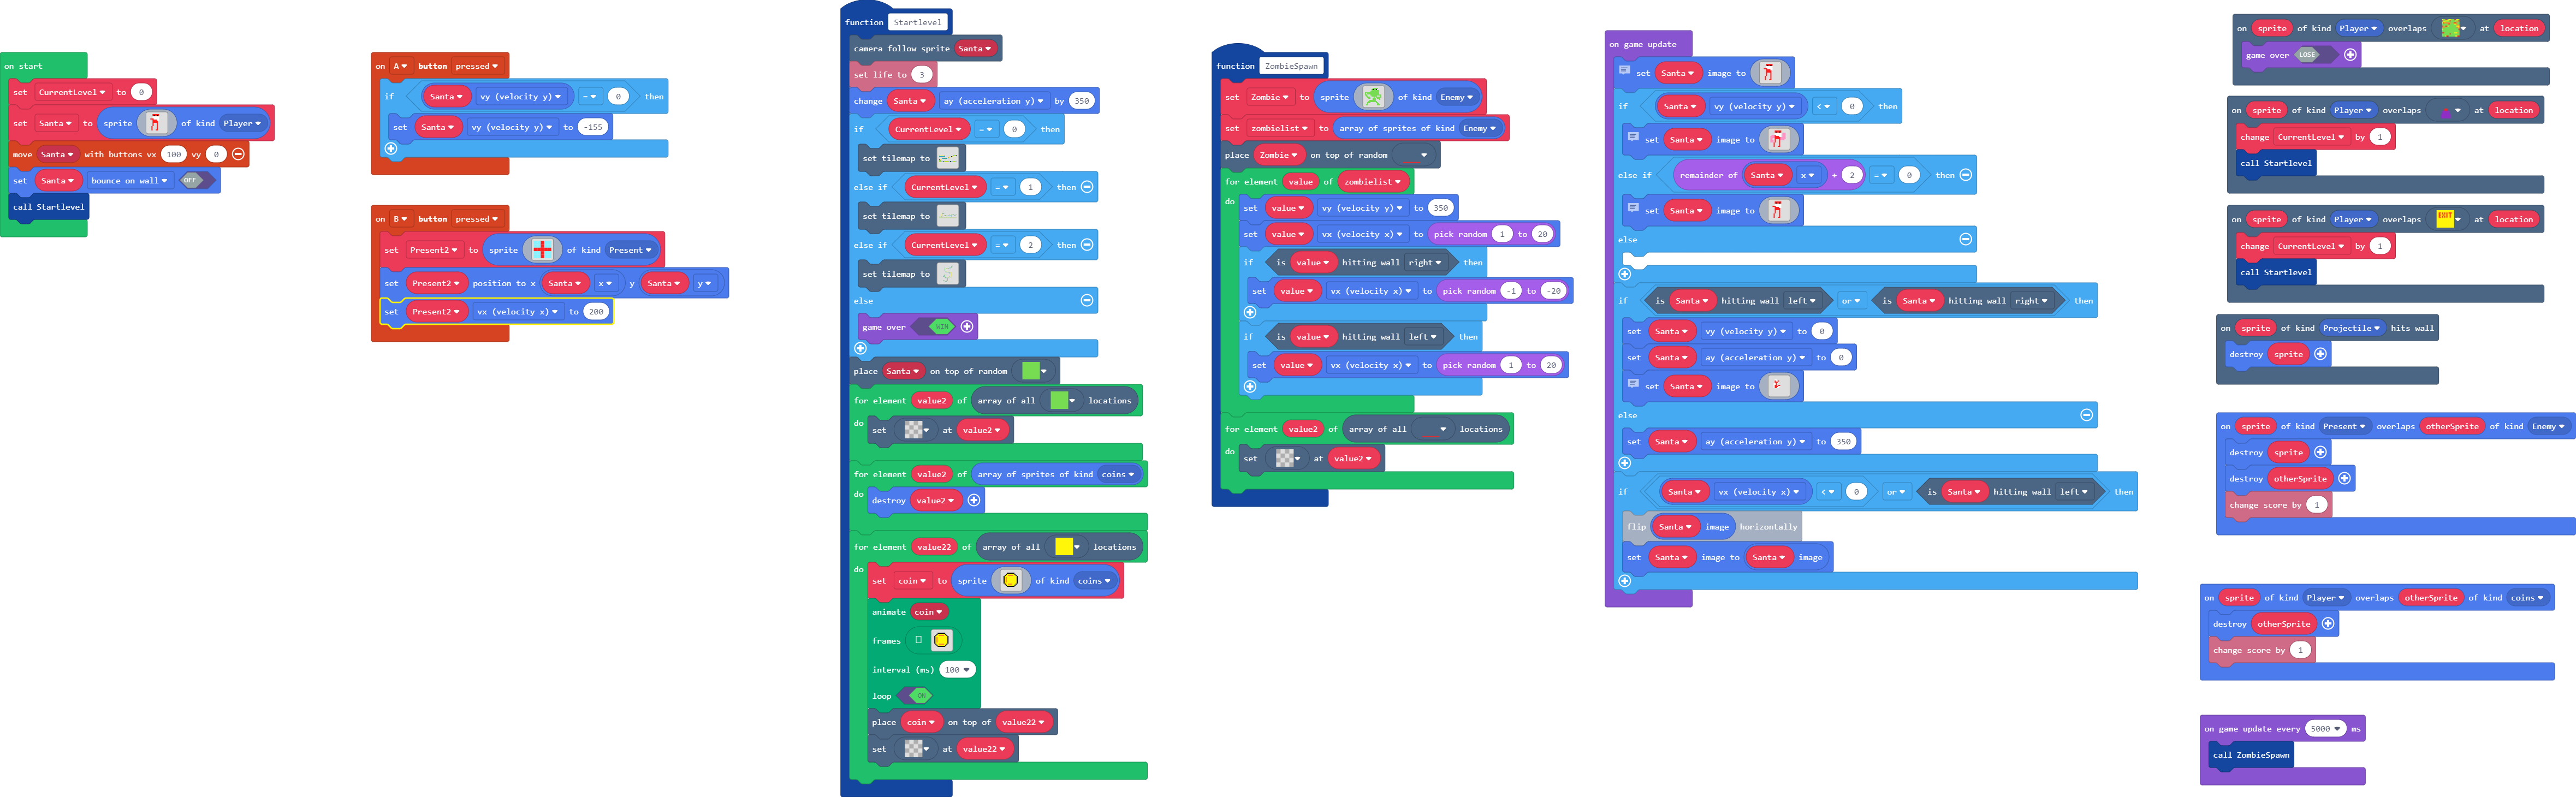 on start
set CurrentLevel to 0
set Santa to sprite of kind Player
move Santa with buttons vx 100 vy 0
set Santa bounce on wall OFF
call Startlevel
on A button pressed
if Santa vy (velocity y) = 0 then
set Santa vy (velocity y) to -155
on B button pressed
set Present2 to sprite of kind Present
set Present2 position to x Santa x y Santa y
set Present2 vx (velocity x) to 200
function Startlevel
camera follow sprite Santa
set life to 3
change Santa ay (acceleration y) by 350
if CurrentLevel = 0 then
set tilemap to
else if CurrentLevel = 1 then
set tilemap to
else if CurrentLevel = 2 then
set tilemap to
else
game over WIN
place Santa on top of random
for element value2 of array of all locations
do set at value2
for element value2 of array of sprites of kind coins
do destroy value2
for element value22 of array of all locations
do set coin to sprite of kind coins
animate coin
frames
interval (ms) 100
loop ON
place coin on top of value22
set at value22
function ZombieSpawn
set Zombie to sprite of kind Enemy
set zombielist to array of sprites of kind Enemy
place Zombie on top of random
for element value of zombielist
do set value vy (velocity y) to 350
set value vx (velocity x) to pick random 1 to 20
if is value hitting wall right then
set value vx (velocity x) to pick random -1 to -20
if is value hitting wall left then
set value vx (velocity x) to pick random 1 to 20
for element value2 of array of all locations
do set at value2
on game update
set Santa image to
if Santa vy (velocity y) < 0 then
set Santa image to
else if remainder of Santa x ÷ 2 = 0 then
set Santa image to
else
if is Santa hitting wall left or is Santa hitting wall right then
set Santa vy (velocity y) to 0
set Santa ay (acceleration y) to 0
set Santa image to
else
set Santa ay (acceleration y) to 350
if Santa vx (velocity x) < 0 or is Santa hitting wall left then
flip Santa image horizontally
set Santa image to Santa image
on sprite of kind Player overlaps at location
game over LOSE
on sprite of kind Player overlaps at location
change CurrentLevel by 1
call Startlevel
on sprite of kind Player overlaps EXIT at location
change CurrentLevel by 1
call Startlevel
on sprite of kind Projectile hits wall
destroy sprite
on sprite of kind Present overlaps otherSprite of kind Enemy
destroy sprite
destroy otherSprite
change score by 1
on sprite of kind Player overlaps otherSprite of kind coins
destroy otherSprite
change score by 1
on game update every 5000 ms
call ZombieSpawn